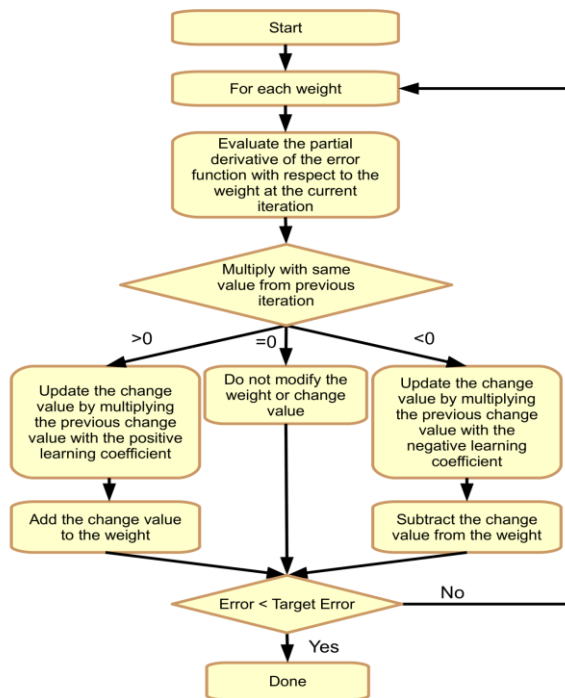 Start
For each weight
Evaluate the partial
derivative of the error
function with respect to the
weight at the current
iteration
Multiply with same
value from previous
iteration
>0
=0
<0
Update the change
value by multiplying
the previous change
value with the positive
learning coefficient
Do not modify the
weight or change
value
Update the change
value by multiplying
the previous change
value with the
negative learning
coefficient
Add the change value
to the weight
Subtract the change
value from the weight
Error < Target Error
No
Yes
Done